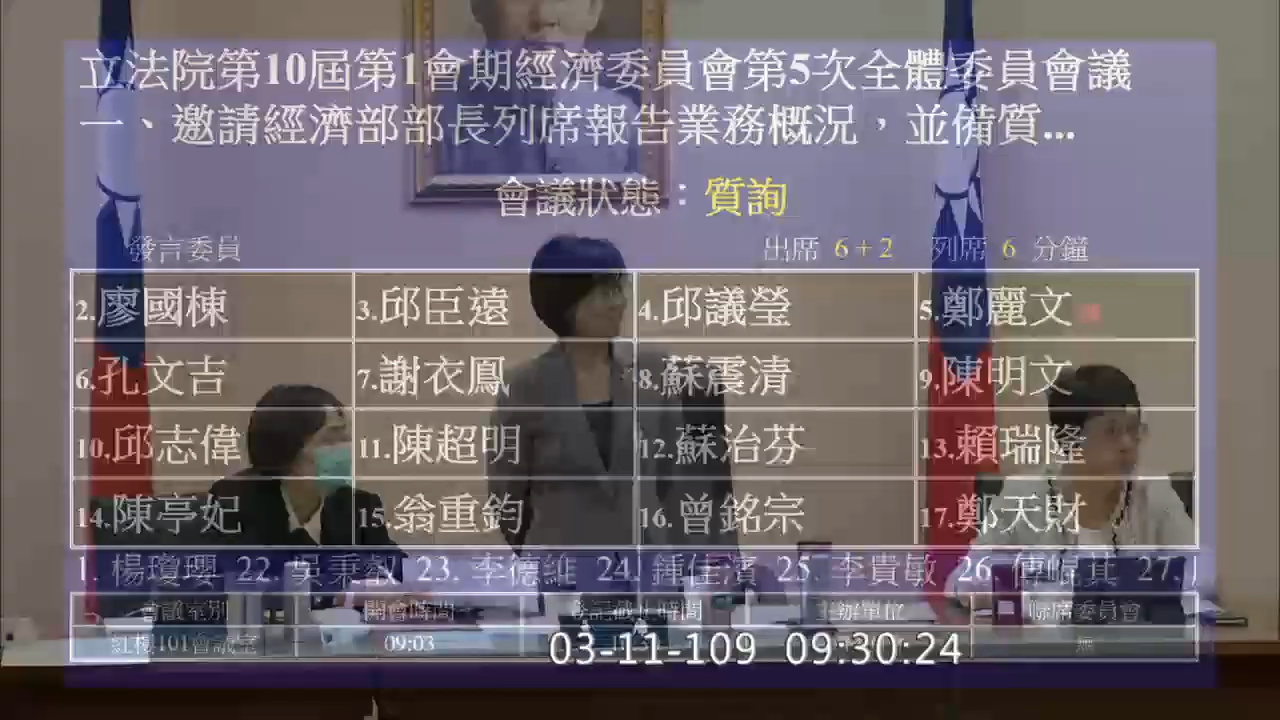 立法院第10屆第1會期經濟委員會第5次全體委員會議
一、邀請經濟部部長列席報告業務概況，並備質...
會議狀態：質詢
發言委員 出席 6+2 列席 6 分鐘
2.廖國棟 3.邱臣遠 4.邱議瑩 5.鄭麗文
6.孔文吉 7.謝衣鳳 8.蘇震清 9.陳明文
10.邱志偉 11.陳超明 12.蘇治芬 13.賴瑞隆
14.陳亭妃 15.翁重鈞 16.曾銘宗 17.鄭天財
1. 楊瓊瓔 22. 吳秉叡 23. 李德維 24. 鍾佳濱 25. 李貴敏 26. 傅崐萁 27.
會議室別 開會時間 登記截止時間 主辦單位 聯席委員會
紅樓101會議室 09:03 無
03-11-109 09:30:24